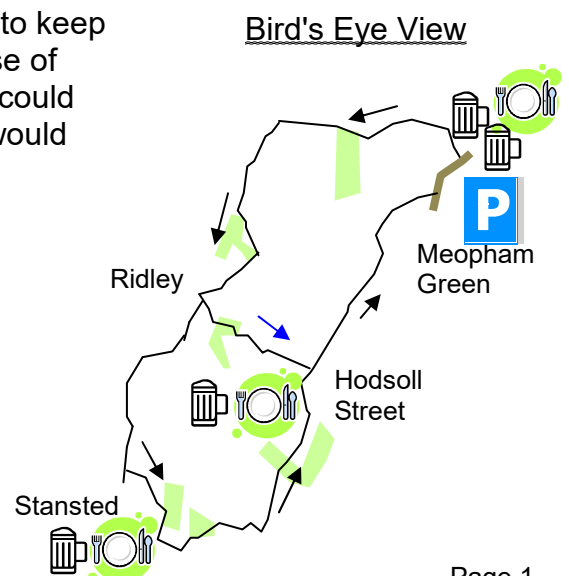 to keep
se of
could
would
Bird's Eye View
P
Meopham
Green
Ridley
Hodsoll
Street
Stansted
Page 1